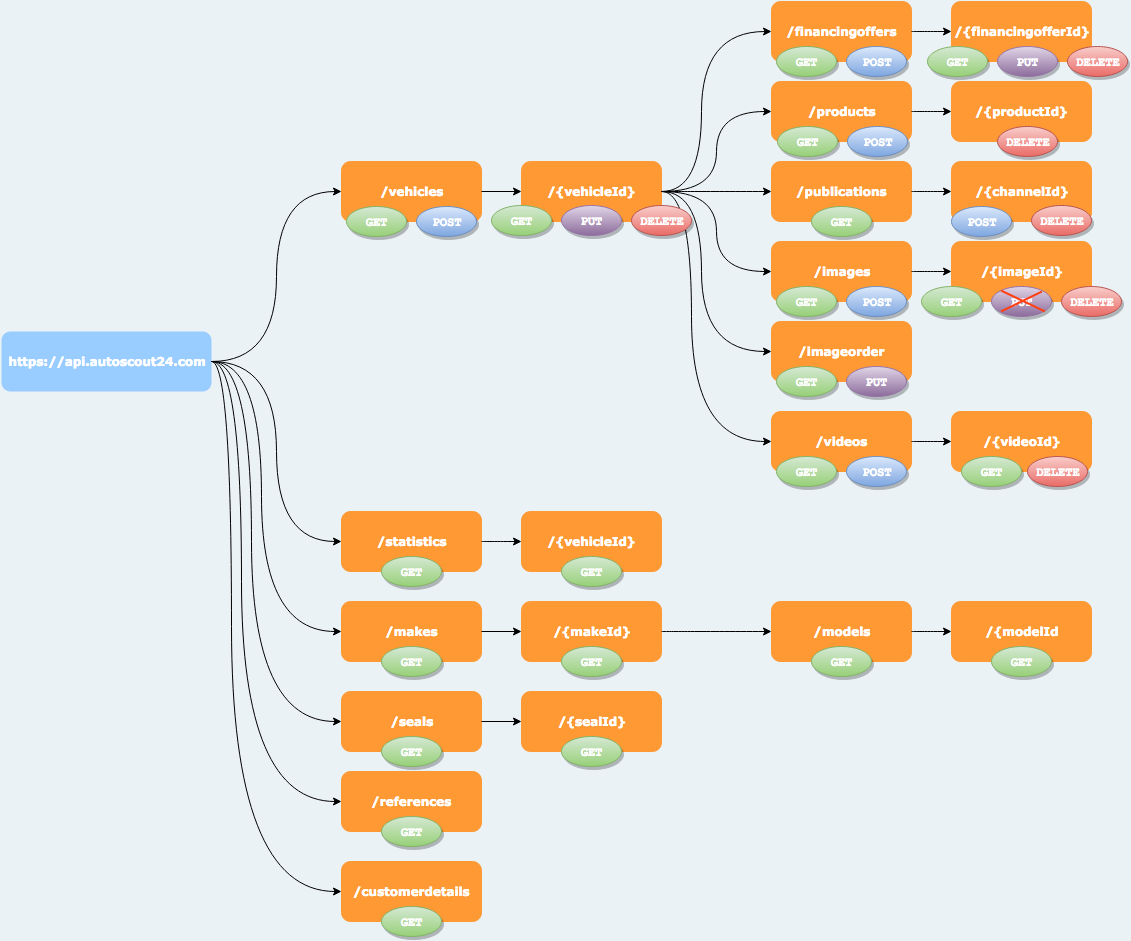 /financingoffers
GET
POST
/{financingofferId}
GET
PUT
DELETE
/products
GET
POST
/{productId}
DELETE
/vehicles
GET
POST
/{vehicleId}
GET
PUT
DELETE
/publications
GET
/{channelId}
POST
DELETE
/images
GET
POST
/{imageId}
GET
PUT
DELETE
https://api.autoscout24.com
/imageorder
GET
PUT
/videos
GET
POST
/{videoId}
GET
DELETE
/statistics
GET
/{vehicleId}
GET
/makes
GET
/{makeId}
GET
/models
GET
/{modelId
GET
/seals
GET
/{sealId}
GET
/references
GET
/customerdetails
GET